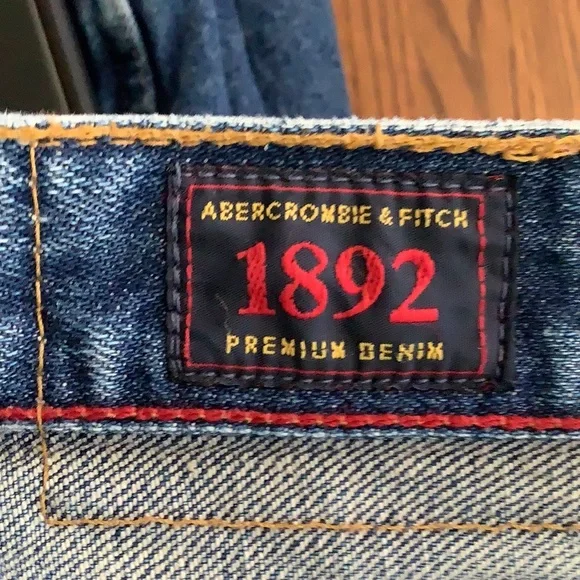 ABERCROMBIE & FITCH
1892
PREMIUM DENIM